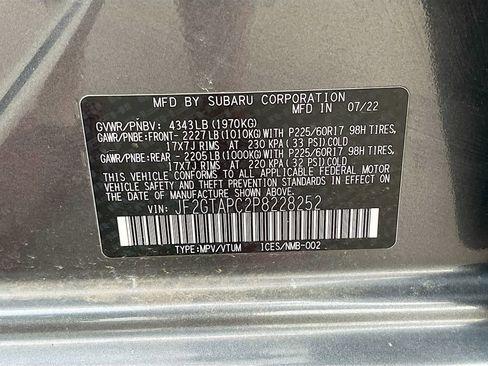 MFD BY SUBARU CORPORATION
MFD IN 07/22
GVWR/PNBV: 4343LB (1970KG)
GAWR/PNBE:FRONT- 2227LB(1010KG) WITH P225/60R17 98H TIRES,
17X7J RIMS AT 230 KPA (33 PSI)COLD
GAWR/PNBE:REAR - 2205LB(1000KG) WITH P225/60R17 98H TIRES,
17X7J RIMS AT 220 KPA (32 PSI)COLD
THIS VEHICLE CONFORMS TO ALL APPLICABLE FEDERAL MOTOR
VEHICLE SAFETY, BUMPER, AND THEFT PREVENTION STANDARDS
IN EFFECT ON THE DATE OF MANUFACTURE SHOWN ABOVE.
VIN: JF2GTAPC2P8228252
TYPE:MPV/VTUM ICES/NMB-002